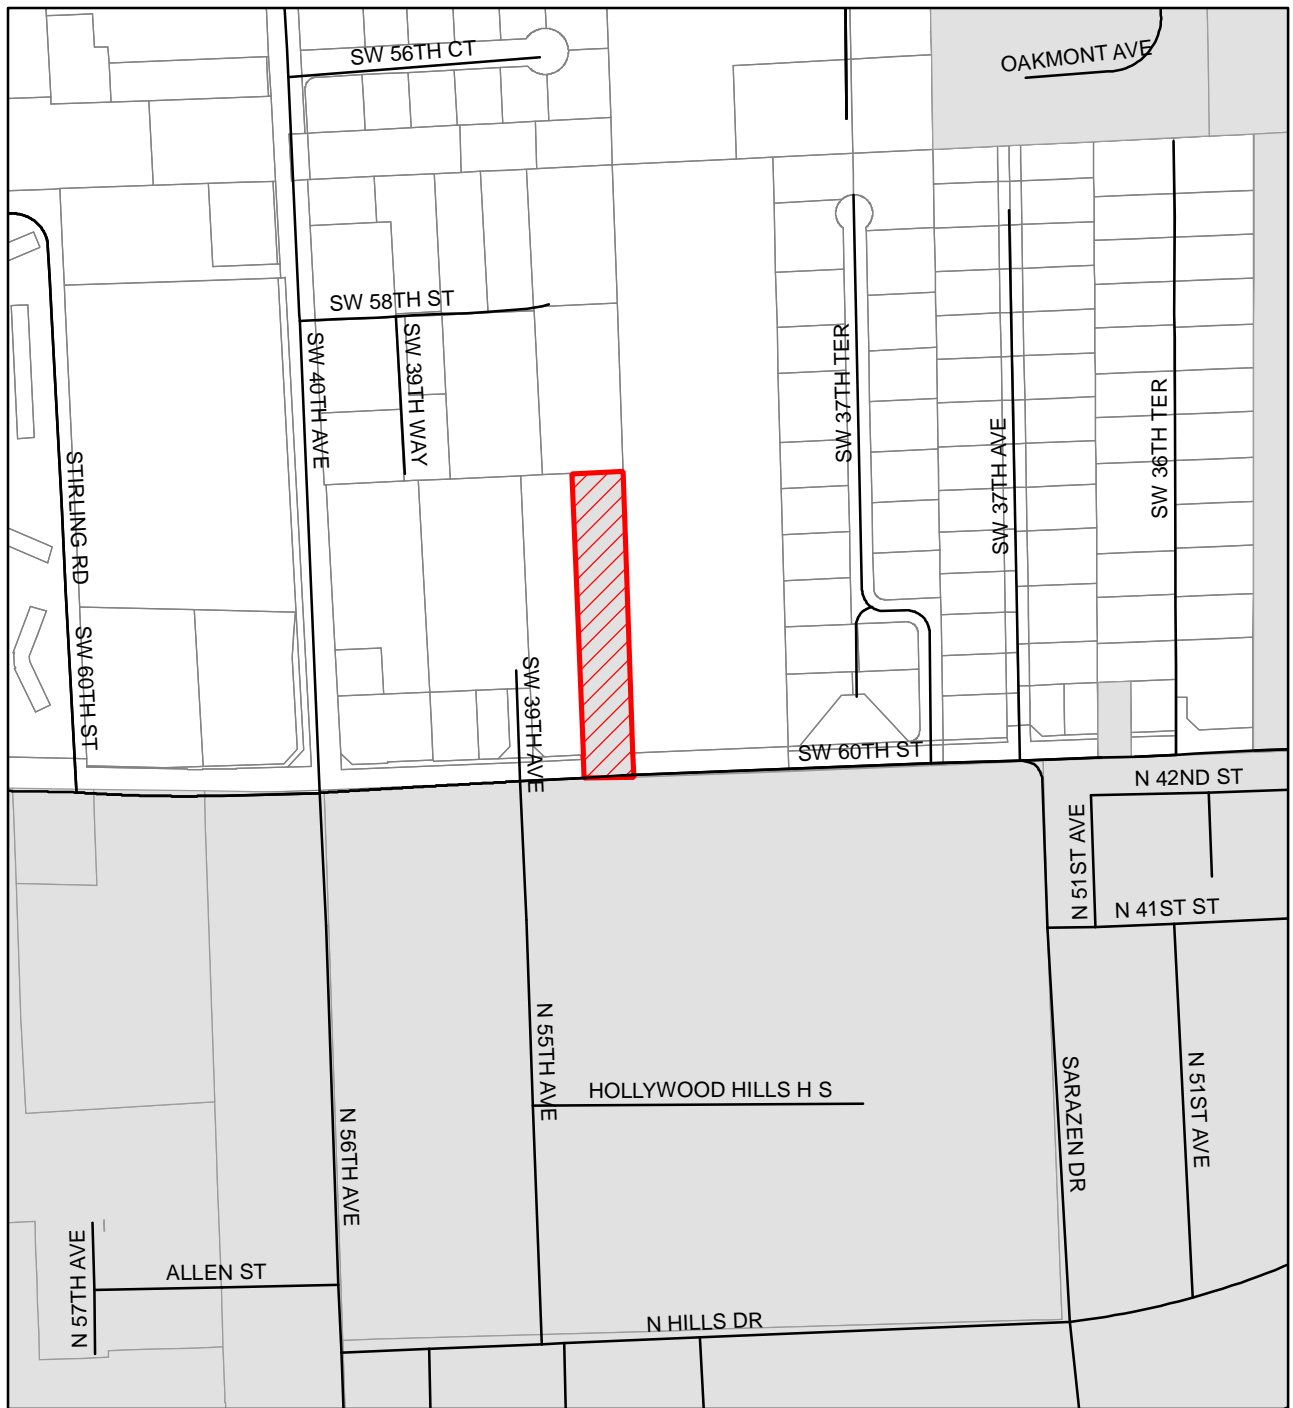 SW 56TH CT
OAKMONT AVE
SW 58TH ST
SW 40TH AVE
SW 39TH WAY
SW 37TH TER
SW 37TH AVE
SW 36TH TER
STIRLING RD
SW 60TH ST
SW 39TH AVE
SW 60TH ST
N 42ND ST
N 51ST AVE
N 41ST ST
N 55TH AVE
HOLLYWOOD HILLS H S
SARAZEN DR
N 51ST AVE
N 56TH AVE
N 57TH AVE
ALLEN ST
N HILLS DR